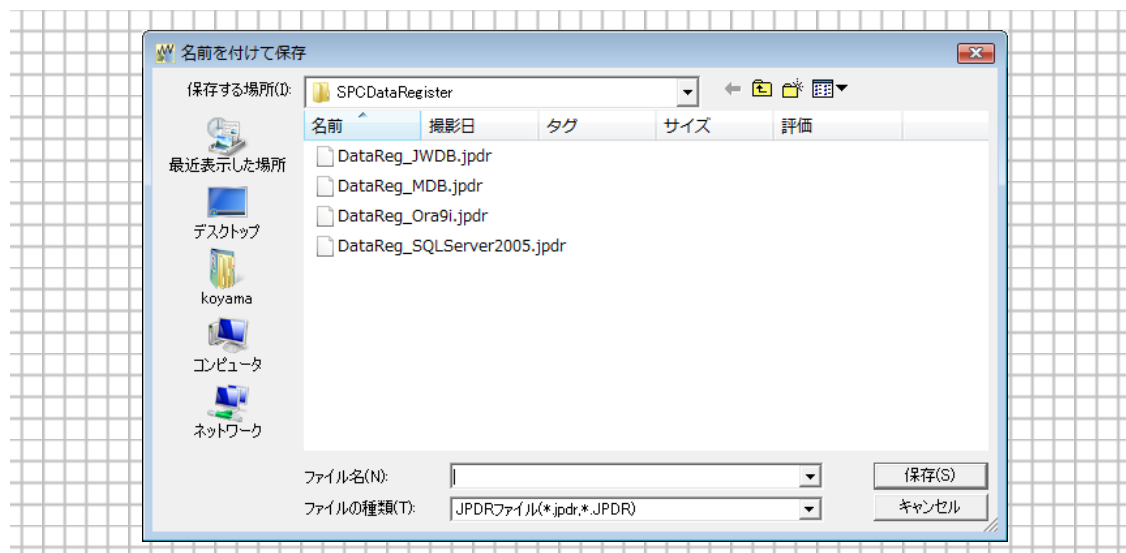 名前を付けて保存
保存する場所(I):
SPCDataRegister
名前 撮影日 タグ サイズ 評価
最近表示した場所
デスクトップ
koyama
コンピュータ
ネットワーク
DataReg_JWDB.jpdr
DataReg_MDB.jpdr
DataReg_Ora9i.jpdr
DataReg_SQLServer2005.jpdr
ファイル名(N):
保存(S)
ファイルの種類(T):
JPDRファイル(*.jpdr,*.JPDR)
キャンセル